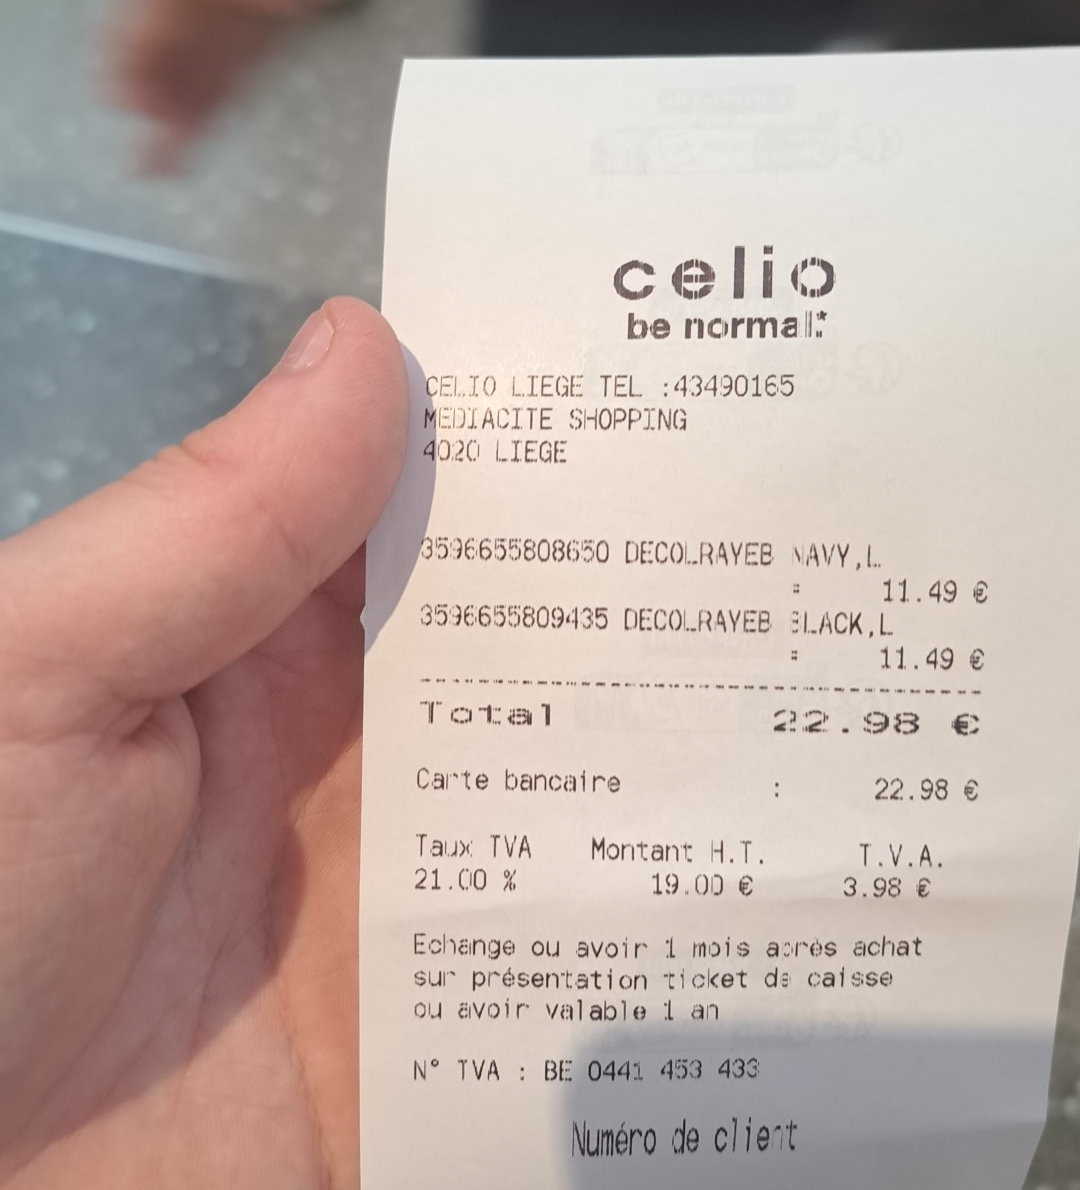 celio
be normal*
CELIO LIEGE TEL :43490165
MEDIACITE SHOPPING
4020 LIEGE
3596655808650 DECOLRAYEB NAVY,L
: 11.49 €
3596655809435 DECOLRAYEB BLACK,L
: 11.49 €
Total 22.98 €
Carte bancaire : 22.98 €
Taux TVA Montant H.T. T.V.A.
21.00 % 19.00 € 3.98 €
Echange ou avoir 1 mois après achat
sur présentation ticket de caisse
ou avoir valable 1 an
N° TVA : BE 0441 453 433
Numéro de client